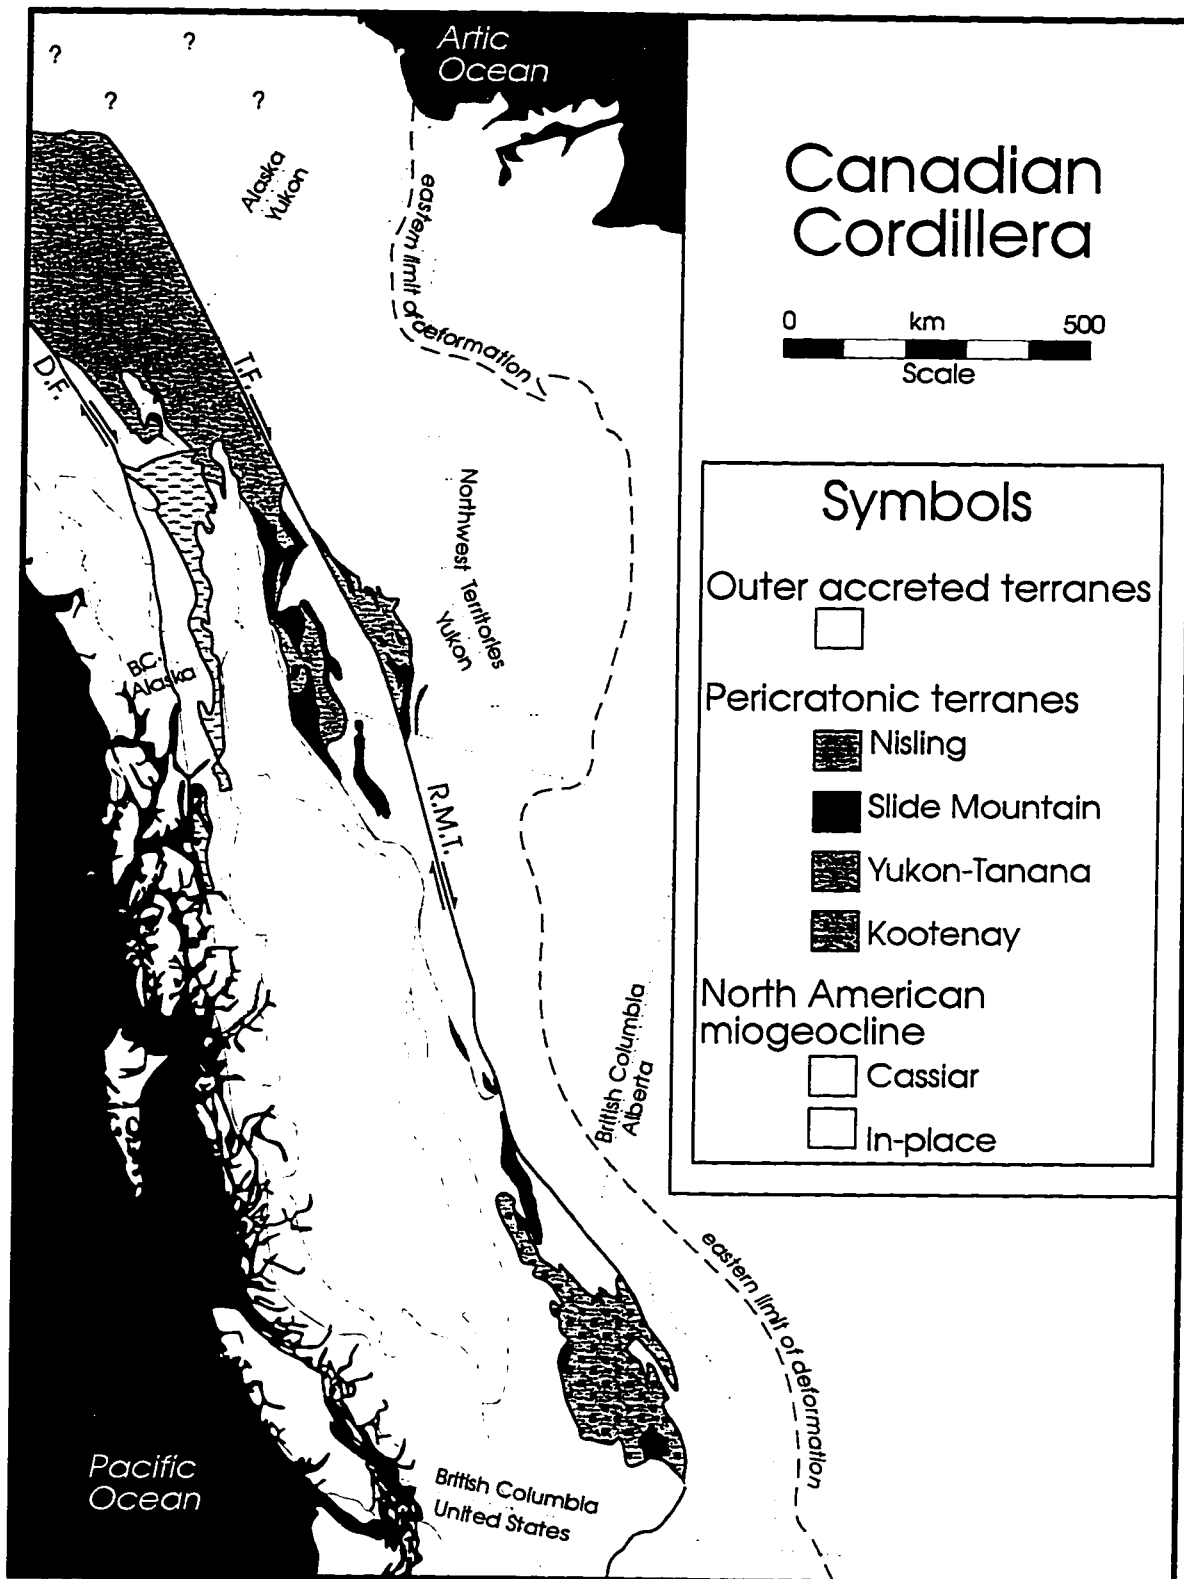 Artic
Ocean
?
?
?
?
Alaska
Yukon
eastern limit of deformation
T.F.
D.F.
Northwest Territories
Yukon
B.C.
Alaska
R.M.T.
British Columbia
Alberta
eastern limit of deformation
Pacific
Ocean
British Columbia
United States
Canadian
Cordillera
0 km 500
Scale
Symbols
Outer accreted terranes
Pericratonic terranes
Nisling
Slide Mountain
Yukon-Tanana
Kootenay
North American
miogeocline
Cassiar
In-place